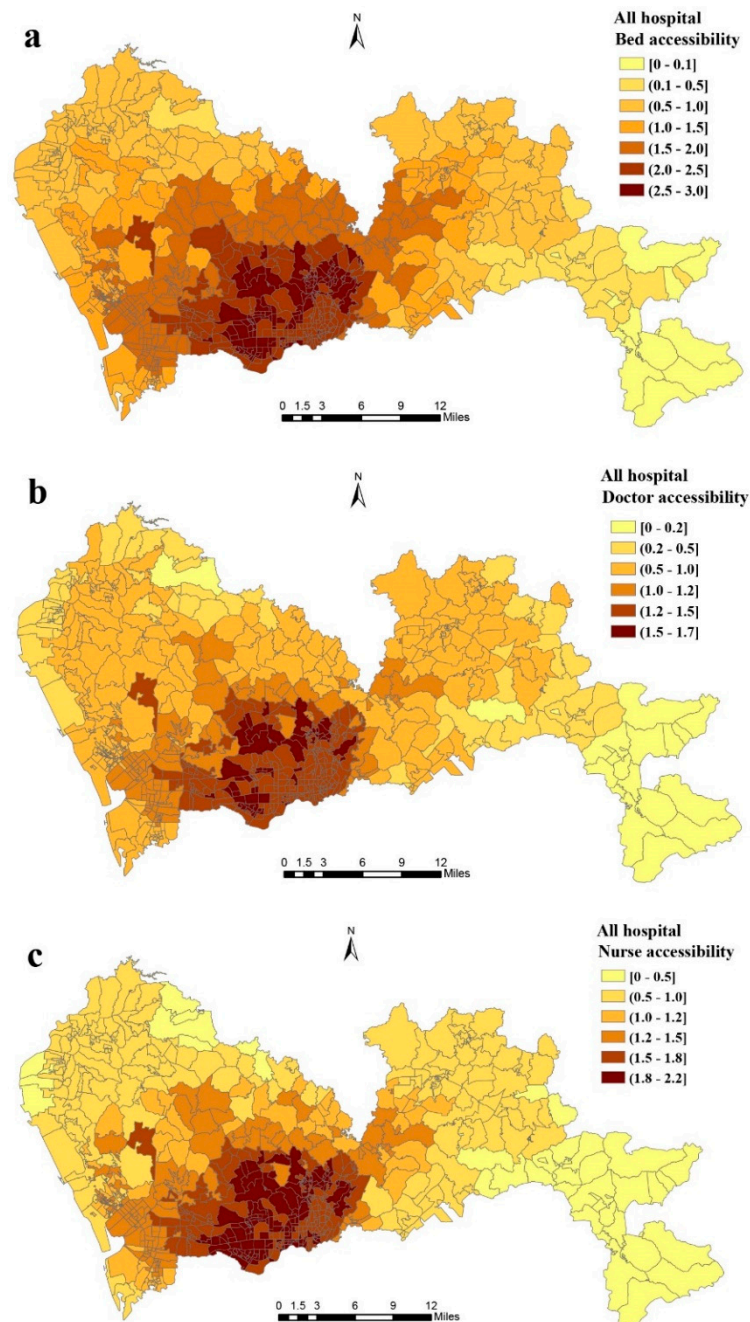 a
N
All hospital
Bed accessibility
[0 - 0.1]
(0.1 - 0.5]
(0.5 - 1.0]
(1.0 - 1.5]
(1.5 - 2.0]
(2.0 - 2.5]
(2.5 - 3.0]
0 1.5 3 6 9 12
Miles
b
N
All hospital
Doctor accessibility
[0 - 0.2]
(0.2 - 0.5]
(0.5 - 1.0]
(1.0 - 1.2]
(1.2 - 1.5]
(1.5 - 1.7]
0 1.5 3 6 9 12
Miles
c
N
All hospital
Nurse accessibility
[0 - 0.5]
(0.5 - 1.0]
(1.0 - 1.2]
(1.2 - 1.5]
(1.5 - 1.8]
(1.8 - 2.2]
0 1.5 3 6 9 12
Miles